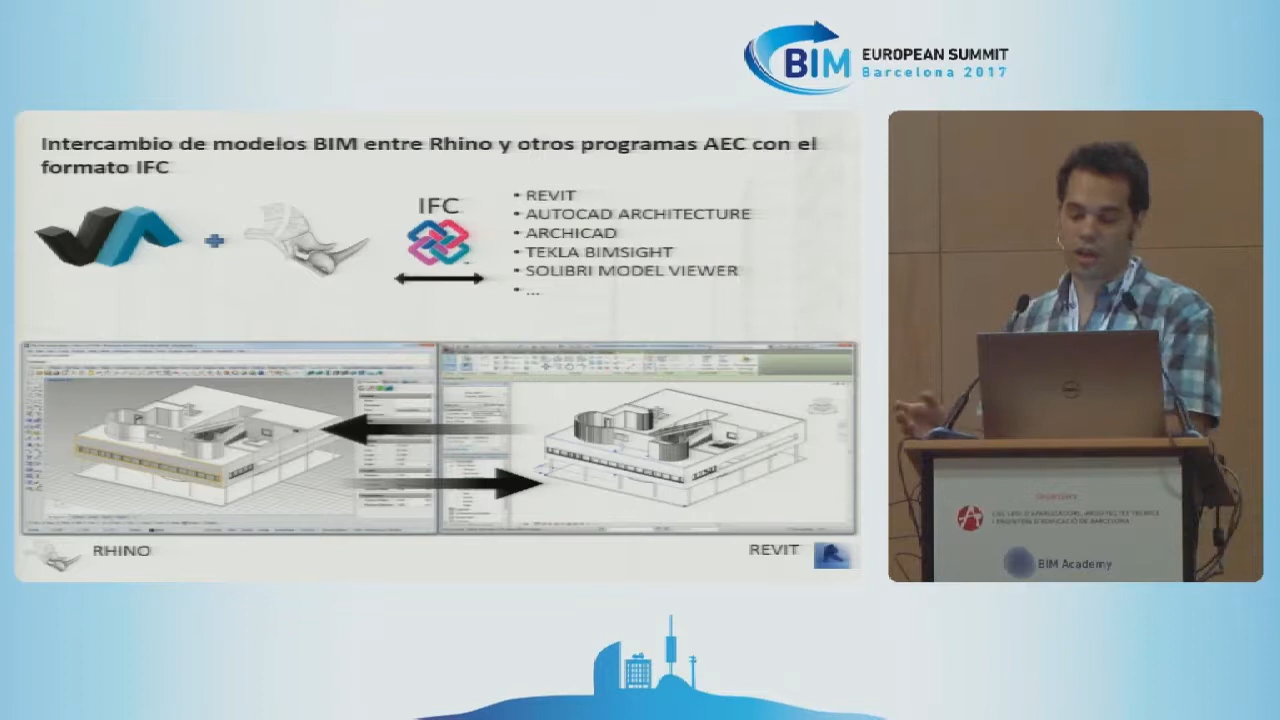 BIM
EUROPEAN SUMMIT
Barcelona 2017
Intercambio de modelos BIM entre Rhino y otros programas AEC con el
formato IFC
IFC
• REVIT
• AUTOCAD ARCHITECTURE
• ARCHICAD
• TEKLA BIMSIGHT
• SOLIBRI MODEL VIEWER
• ...
RHINO
REVIT
DELL
BIM Academy